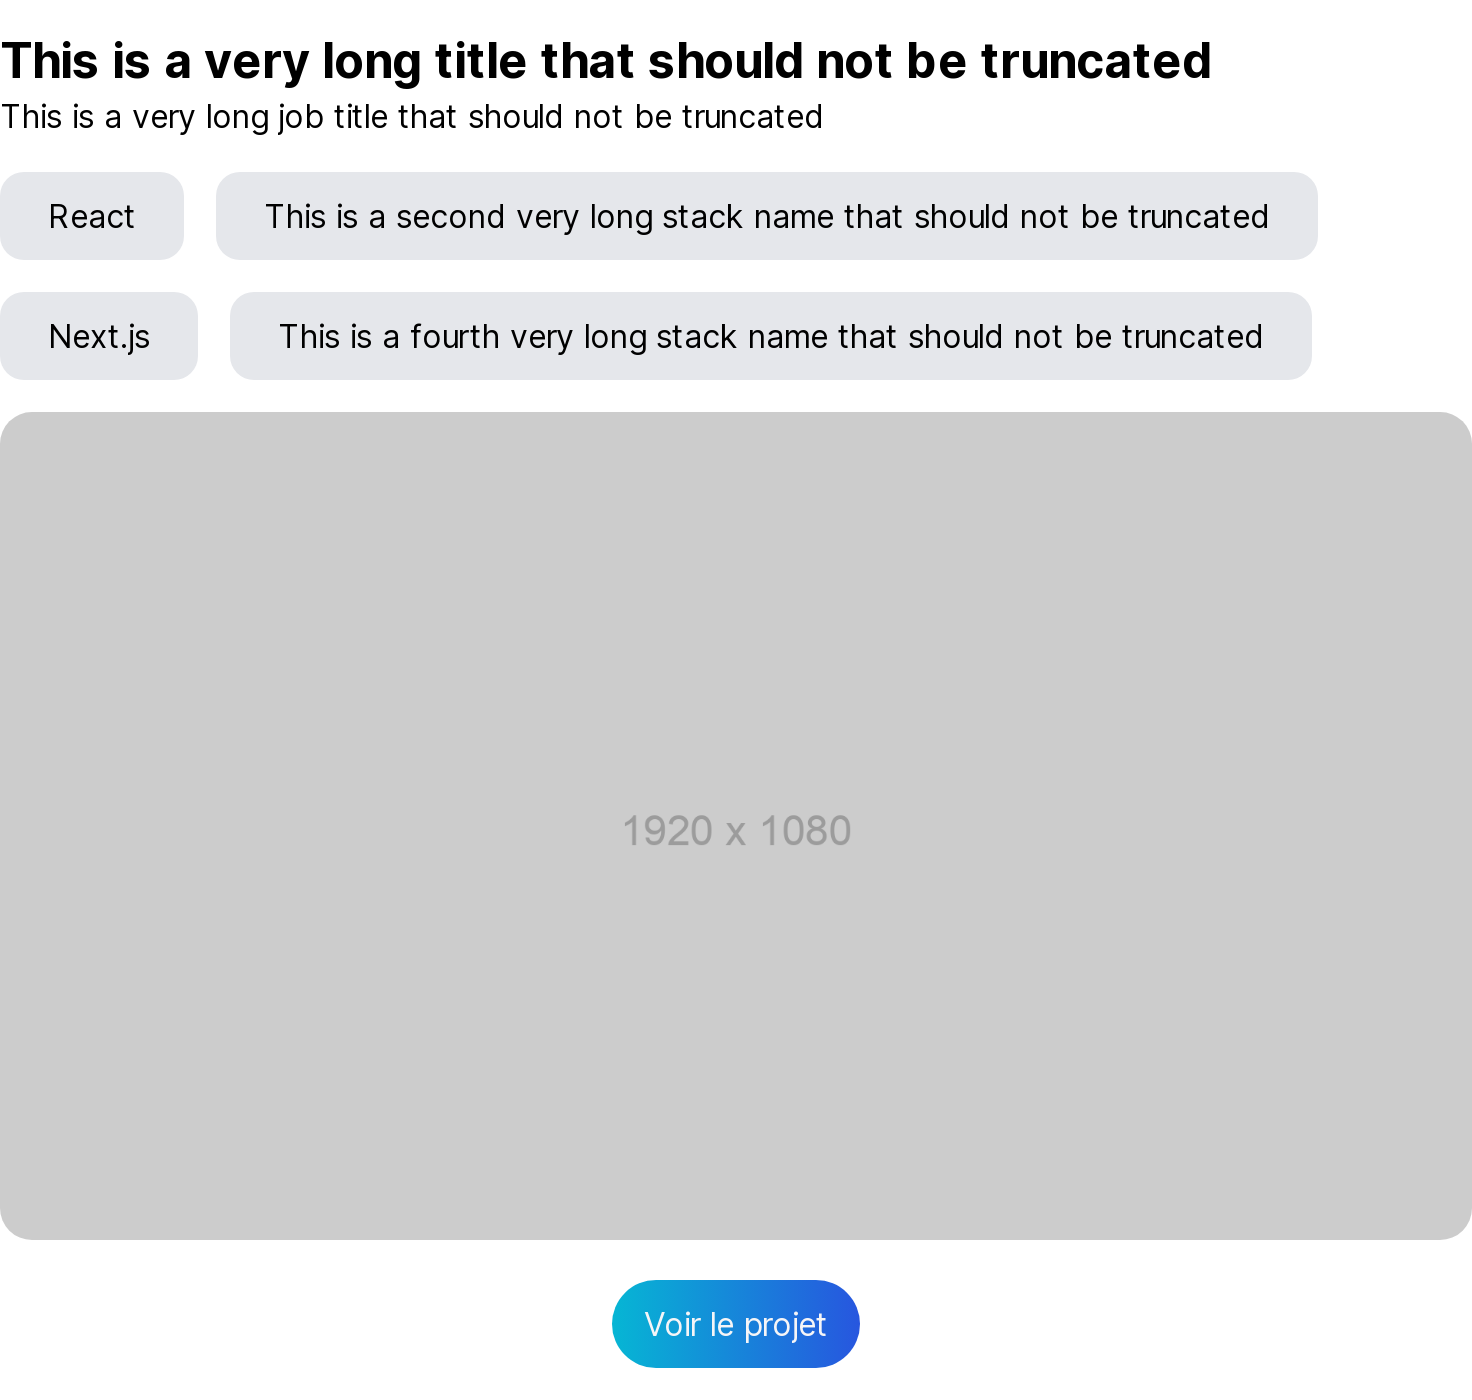 This is a very long title that should not be truncated
This is a very long job title that should not be truncated
React
This is a second very long stack name that should not be truncated
Next.js
This is a fourth very long stack name that should not be truncated
1920 x 1080
Voir le projet